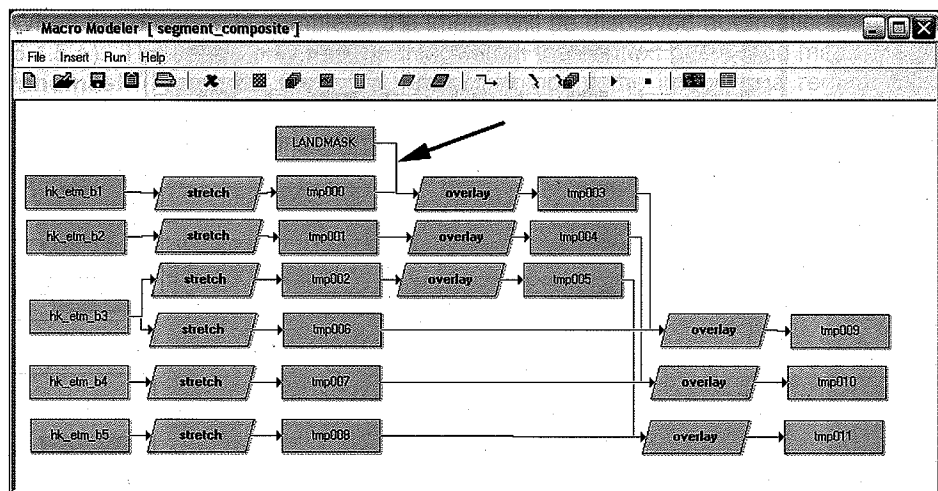 Macro Modeler [ segment_composite ]
File Insert Run Help
LANDMASK
hk_etm_b1 stretch tmp000 overlay tmp003
hk_etm_b2 stretch tmp001 overlay tmp004
stretch tmp002 overlay tmp005
hk_etm_b3
stretch tmp006 overlay tmp009
hk_etm_b4 stretch tmp007 overlay tmp010
hk_etm_b5 stretch tmp008 overlay tmp011